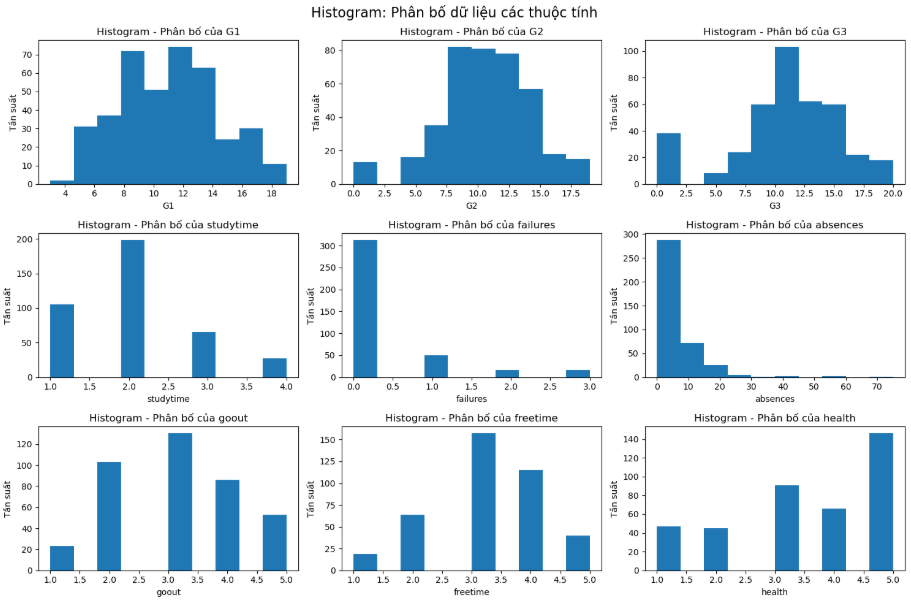 Histogram: Phân bố dữ liệu các thuộc tính
Histogram - Phân bố của G1
Tần suất
70
60
50
40
30
20
10
0
4 6 8 10 12 14 16 18
G1
Histogram - Phân bố của G2
Tần suất
80
60
40
20
0
0.0 2.5 5.0 7.5 10.0 12.5 15.0 17.5
G2
Histogram - Phân bố của G3
Tần suất
100
80
60
40
20
0
0.0 2.5 5.0 7.5 10.0 12.5 15.0 17.5 20.0
G3
Histogram - Phân bố của studytime
Tần suất
200
150
100
50
0
1.0 1.5 2.0 2.5 3.0 3.5 4.0
studytime
Histogram - Phân bố của failures
Tần suất
300
250
200
150
100
50
0
0.0 0.5 1.0 1.5 2.0 2.5 3.0
failures
Histogram - Phân bố của absences
Tần suất
300
250
200
150
100
50
0
0 10 20 30 40 50 60 70
absences
Histogram - Phân bố của goout
Tần suất
120
100
80
60
40
20
0
1.0 1.5 2.0 2.5 3.0 3.5 4.0 4.5 5.0
goout
Histogram - Phân bố của freetime
Tần suất
150
125
100
75
50
25
0
1.0 1.5 2.0 2.5 3.0 3.5 4.0 4.5 5.0
freetime
Histogram - Phân bố của health
Tần suất
140
120
100
80
60
40
20
0
1.0 1.5 2.0 2.5 3.0 3.5 4.0 4.5 5.0
health